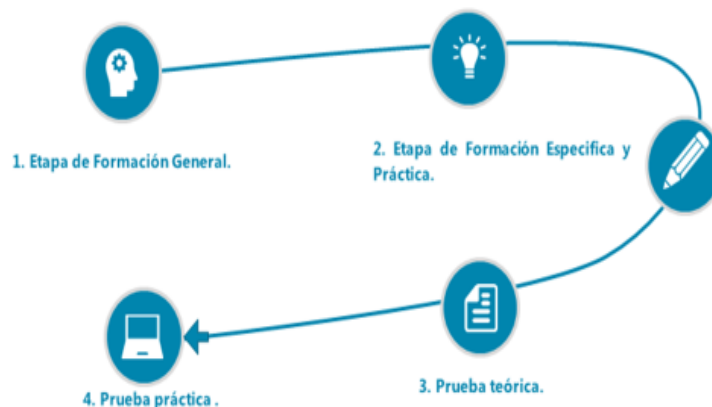 1. Etapa de Formación General.
2. Etapa de Formación Especifica y
Práctica.
3. Prueba teórica.
4. Prueba práctica .